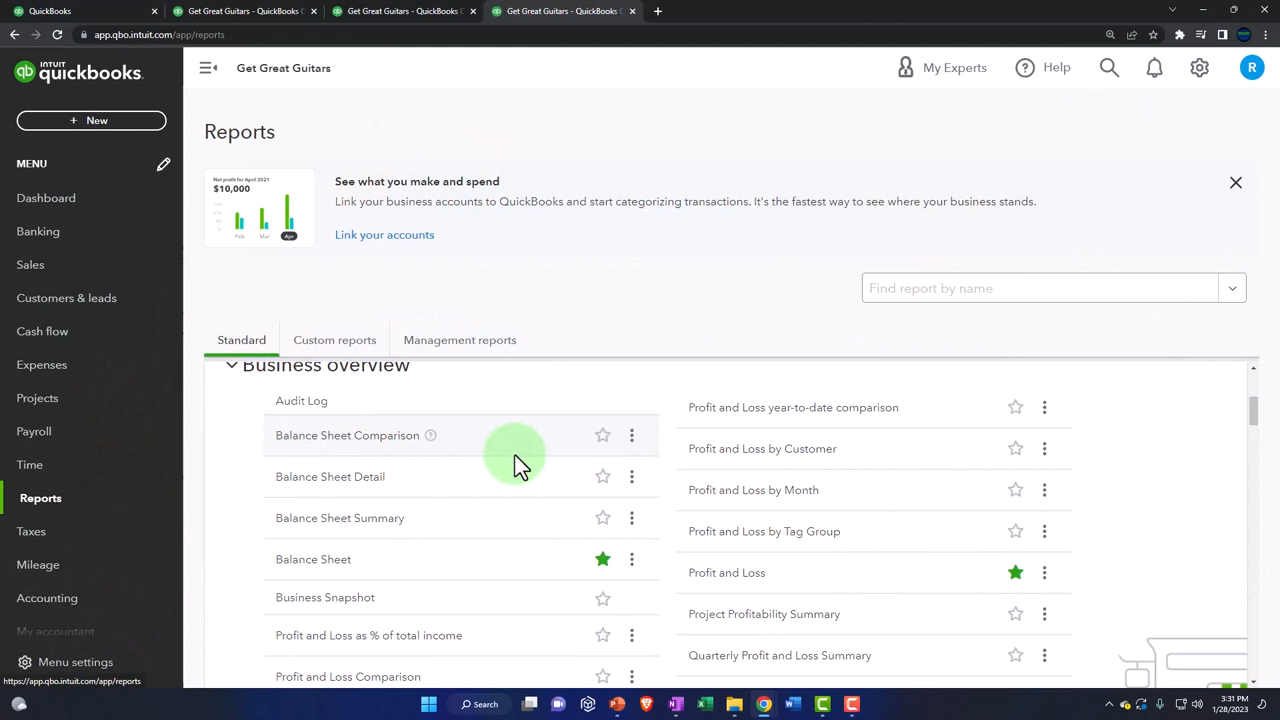 QuickBooks
Get Great Guitars - QuickBooks C
Get Great Guitars - QuickBooks C
Get Great Guitars - QuickBooks C
app.qbo.intuit.com/app/reports
INTUIT
quickbooks.
Get Great Guitars
My Experts
Help
R
+ New
MENU
Dashboard
Banking
Sales
Customers & leads
Cash flow
Expenses
Projects
Payroll
Time
Reports
Taxes
Mileage
Accounting
My accountant
Menu settings
https://app.qbo.intuit.com/app/reports
Reports
Net profit for April 2021
$10,000
Feb Mar Apr
See what you make and spend
Link your business accounts to QuickBooks and start categorizing transactions. It's the fastest way to see where your business stands.
Link your accounts
Find report by name
Standard
Custom reports
Management reports
Business overview
Audit Log
Balance Sheet Comparison
Balance Sheet Detail
Balance Sheet Summary
Balance Sheet
Business Snapshot
Profit and Loss as % of total income
Profit and Loss Comparison
Profit and Loss year-to-date comparison
Profit and Loss by Customer
Profit and Loss by Month
Profit and Loss by Tag Group
Profit and Loss
Project Profitability Summary
Quarterly Profit and Loss Summary
Search
3:31 PM
1/28/2023